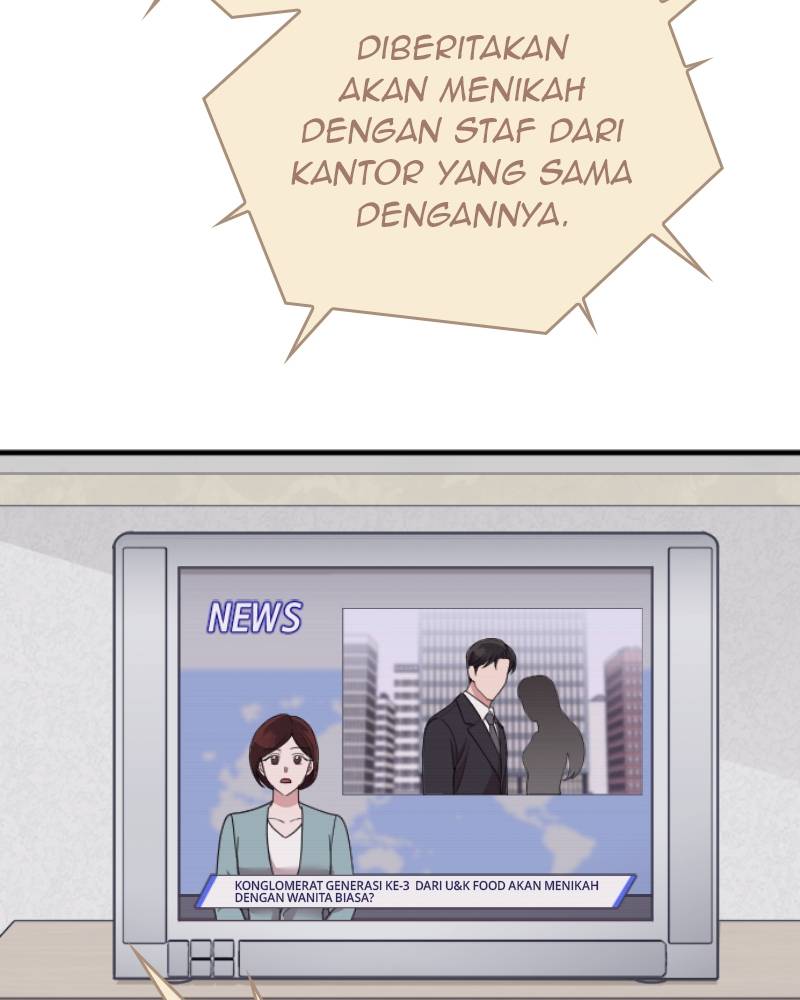 DIBERITAKAN
AKAN MENIKAH
DENGAN STAF DARI
KANTOR YANG SAMA
DENGANNYA.
NEWS
KONGLOMERAT GENERASI KE-3 DARI U&K FOOD AKAN MENIKAH
DENGAN WANITA BIASA?